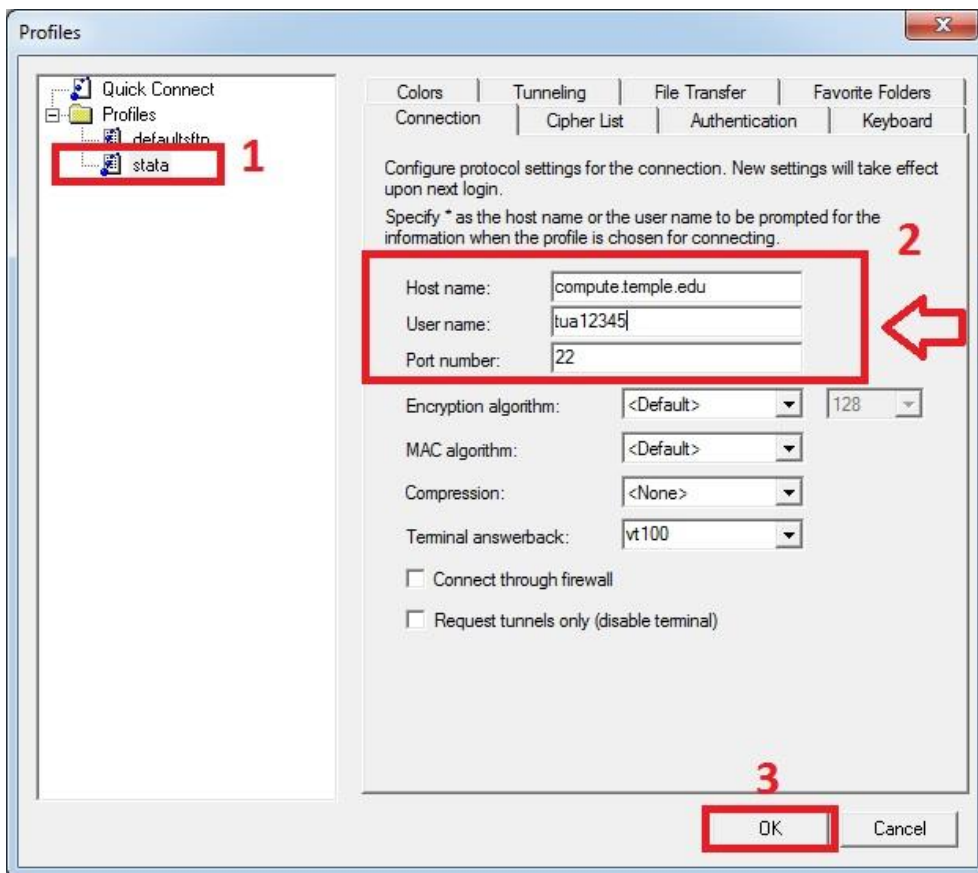 Profiles
Quick Connect
Profiles
defaultsftp
stata
1
Colors
Tunneling
File Transfer
Favorite Folders
Connection
Cipher List
Authentication
Keyboard
Configure protocol settings for the connection. New settings will take effect
upon next login.
Specify * as the host name or the user name to be prompted for the
information when the profile is chosen for connecting.
2
Host name: compute.temple.edu
User name: tua12345
Port number: 22
Encryption algorithm: <Default> 128
MAC algorithm: <Default>
Compression: <None>
Terminal answerback: vt100
Connect through firewall
Request tunnels only (disable terminal)
3
OK
Cancel